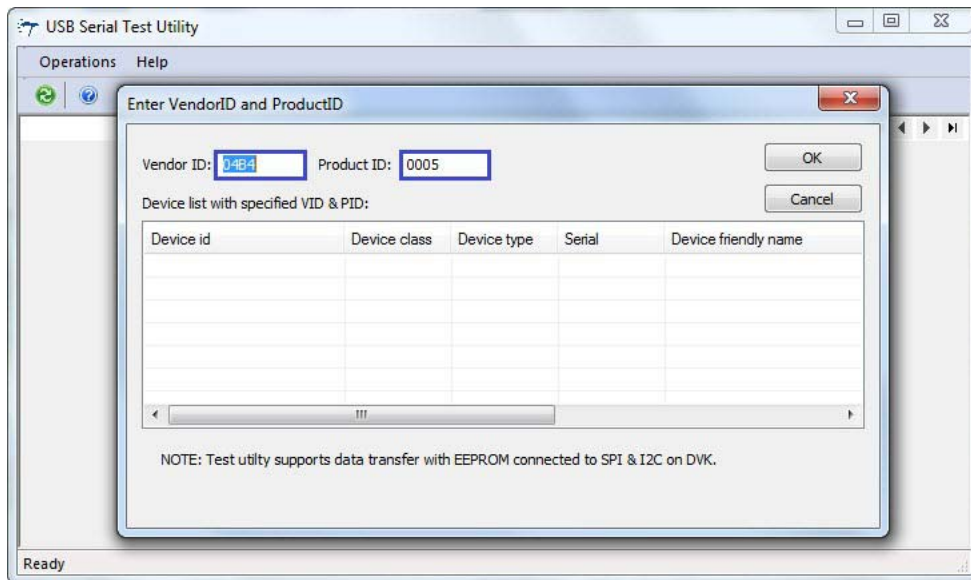 USB Serial Test Utility
Operations Help
Enter VendorID and ProductID
Vendor ID: 04B4 Product ID: 0005 OK
Device list with specified VID & PID: Cancel
Device id Device class Device type Serial Device friendly name
NOTE: Test utilty supports data transfer with EEPROM connected to SPI & I2C on DVK.
Ready